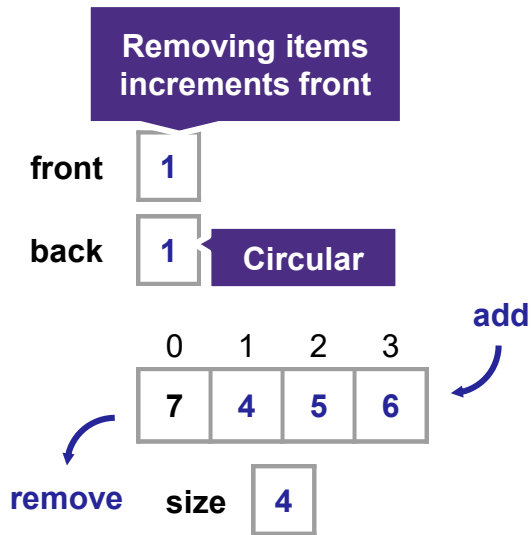 Removing items
increments front
front 1
back 1 Circular
add
0 1 2 3
7 4 5 6
remove size 4